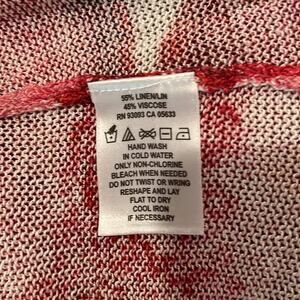 55% LINEN/LIN
45% VISCOSE
RN 93093 CA 05633
HAND WASH
IN COLD WATER
ONLY NON-CHLORINE
BLEACH WHEN NEEDED
DO NOT TWIST OR WRING
RESHAPE AND LAY
FLAT TO DRY
COOL IRON
IF NECESSARY